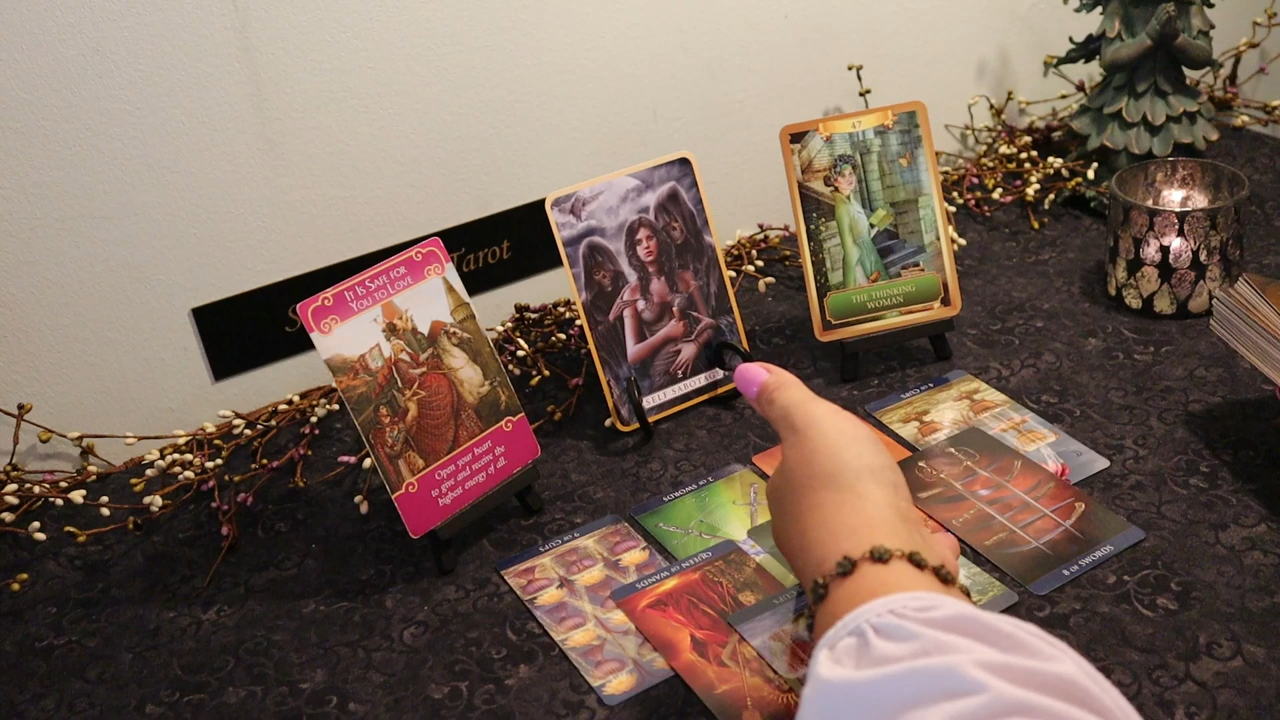 Tarot
IT IS SAFE FOR
YOU TO LOVE
Open your heart
to give and receive the
highest energy of all.
SELF SABOTAG
47
THE THINKING
WOMAN
4 OF CUPS
8 OF SWORDS
2 OF SWORDS
9 OF CUPS
QUEEN OF WANDS
CUPS